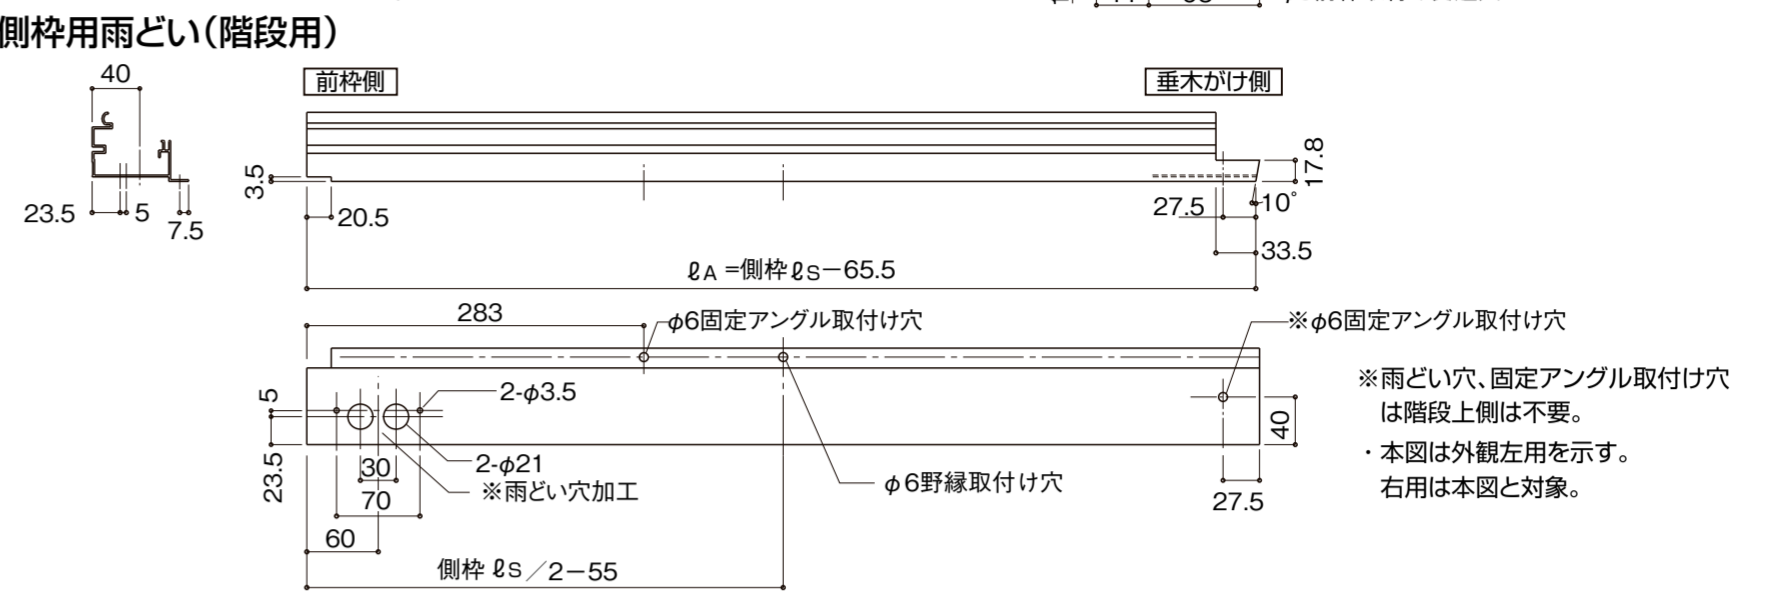 側枠用雨どい（階段用）
40
23.5
5
7.5
前枠側
垂木がけ側
3.5
20.5
17.8
27.5
10°
33.5
ℓA =側枠ℓS−65.5
283
φ6固定アングル取付け穴
※φ6固定アングル取付け穴
5
23.5
2-φ3.5
2-φ21
※雨どい穴加工
30
70
60
φ6野縁取付け穴
40
27.5
側枠 ℓS／2−55
※雨どい穴、固定アングル取付け穴
は階段上側は不要。
・本図は外観左用を示す。
右用は本図と対象。